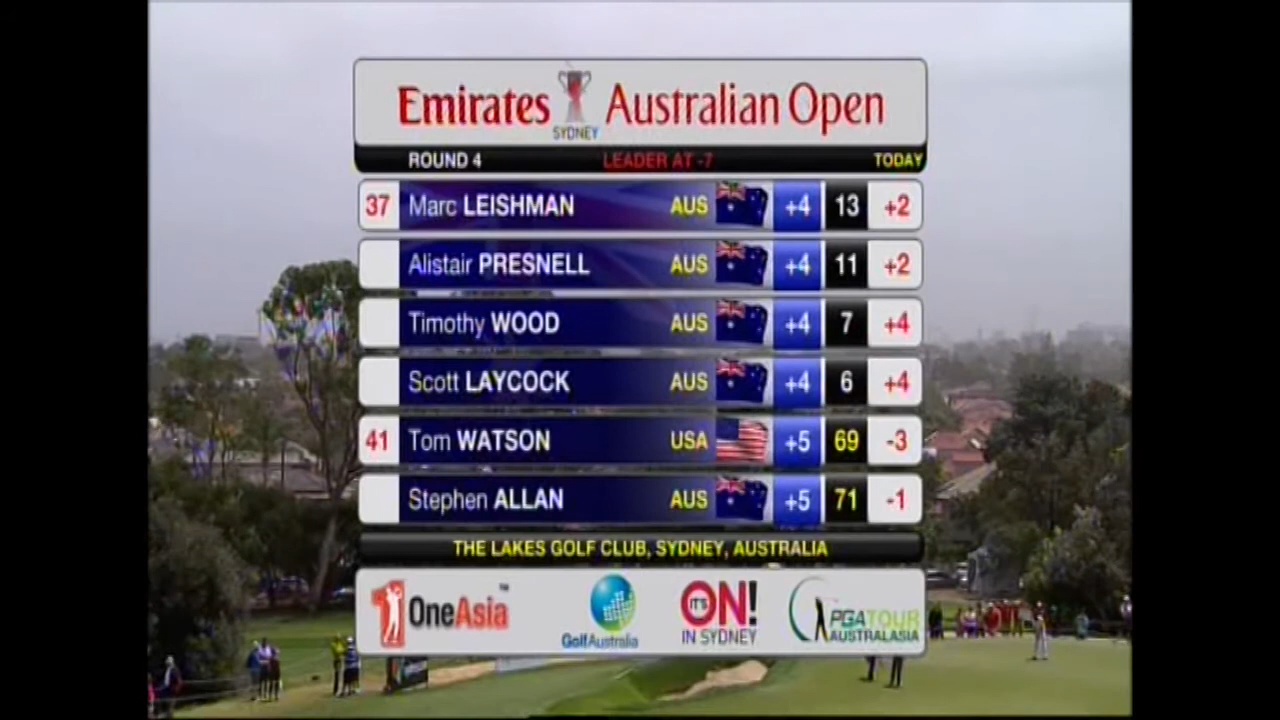 Emirates Australian Open
SYDNEY
ROUND 4 LEADER AT -7 TODAY
37 Marc LEISHMAN AUS +4 13 +2
Alistair PRESNELL AUS +4 11 +2
Timothy WOOD AUS +4 7 +4
Scott LAYCOCK AUS +4 6 +4
41 Tom WATSON USA +5 69 -3
Stephen ALLAN AUS +5 71 -1
THE LAKES GOLF CLUB, SYDNEY, AUSTRALIA
1 OneAsia™
GolfAustralia
IT'S ON!
IN SYDNEY
PGA TOUR
AUSTRALASIA